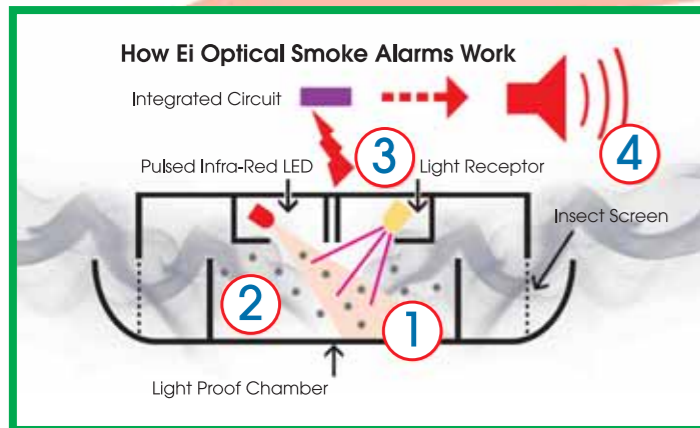 How Ei Optical Smoke Alarms Work
Integrated Circuit
3
4
Pulsed Infra-Red LED
Light Receptor
Insect Screen
2
1
Light Proof Chamber